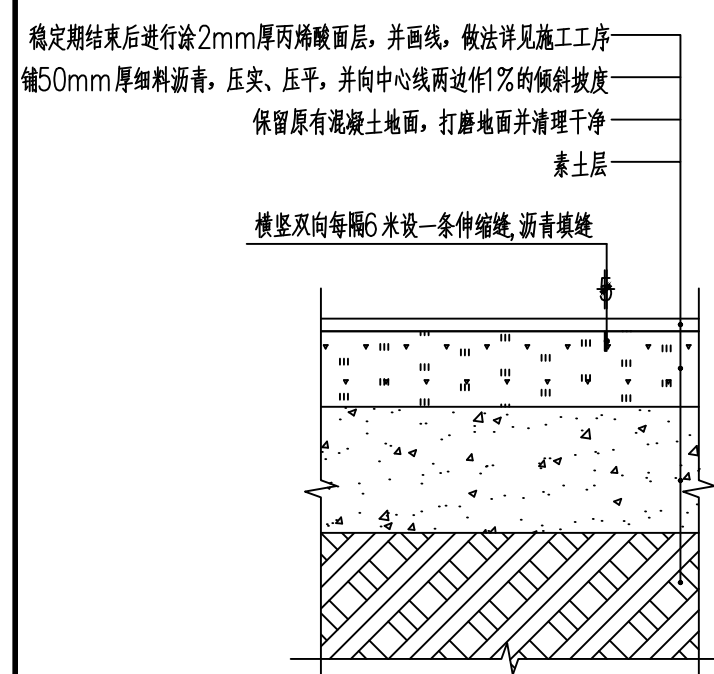 稳定期结束后进行涂2mm厚丙烯酸面层，并画线，做法详见施工工序
铺50mm厚细料沥青，压实、压平，并向中心线两边作1%的倾斜坡度
保留原有混凝土地面，打磨地面并清理干净
素土层
横竖双向每隔6米设一条伸缩缝,沥青填缝
5